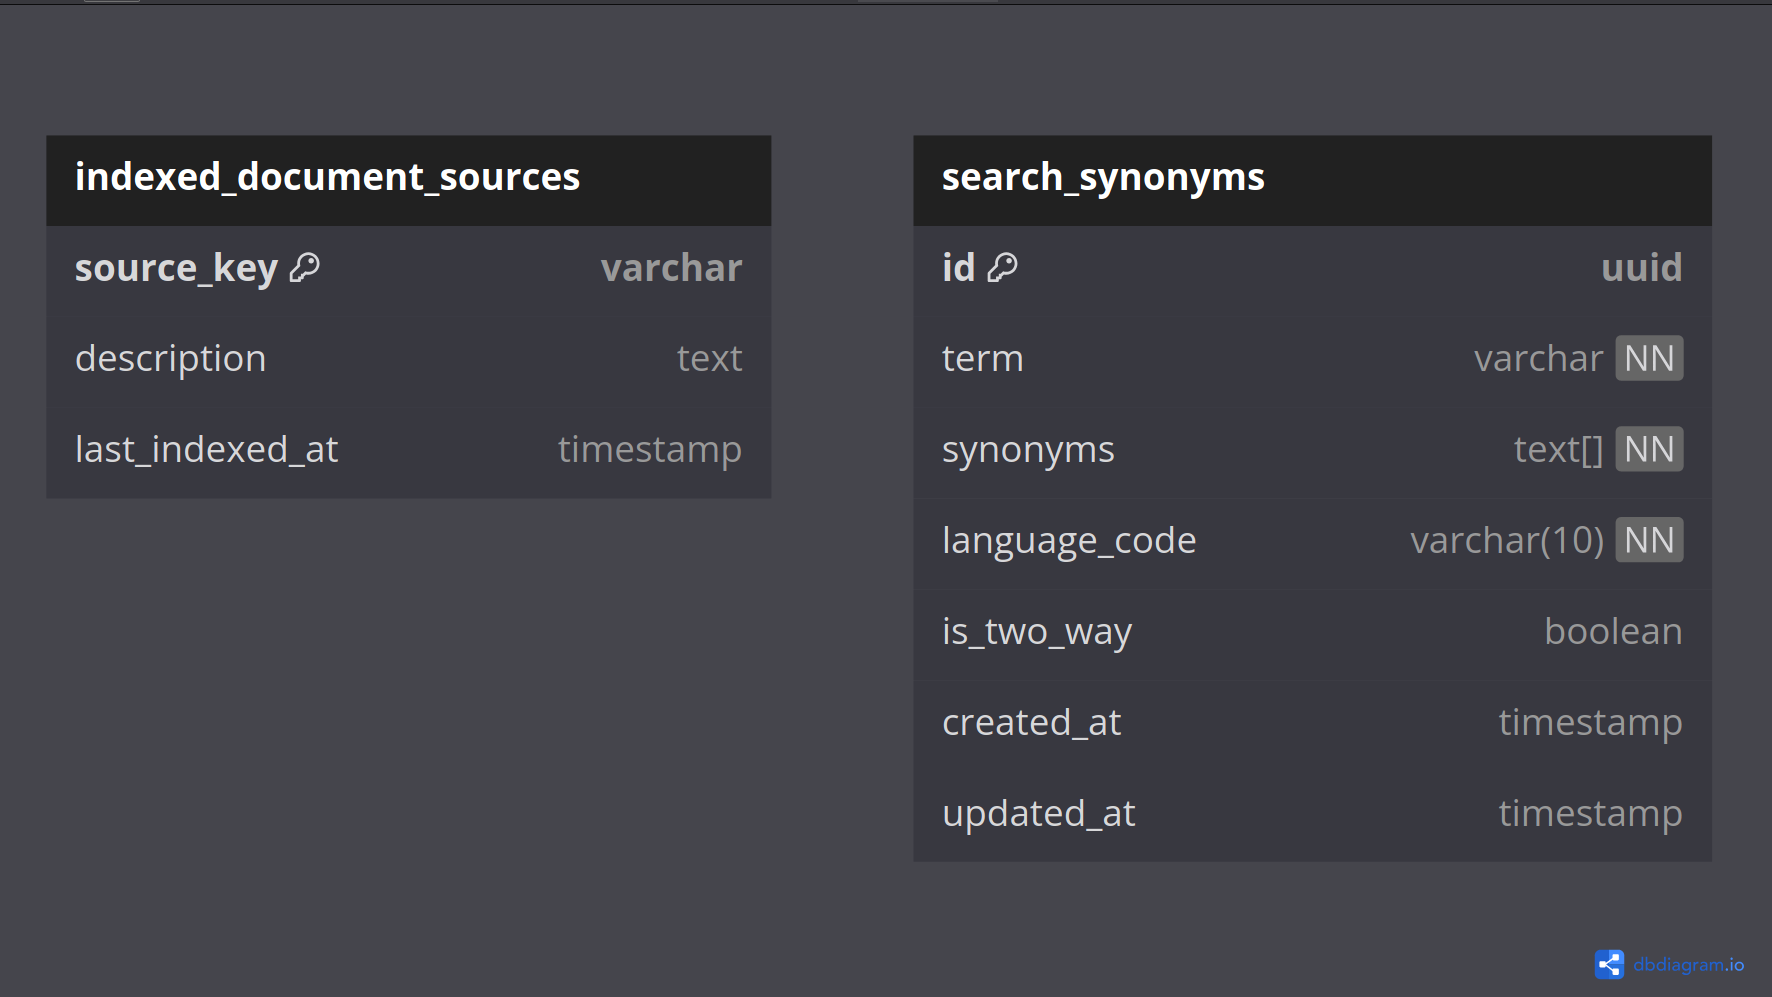 indexed_document_sources
source_key varchar
description text
last_indexed_at timestamp
search_synonyms
id uuid
term varchar NN
synonyms text[] NN
language_code varchar(10) NN
is_two_way boolean
created_at timestamp
updated_at timestamp
dbdiagram.io